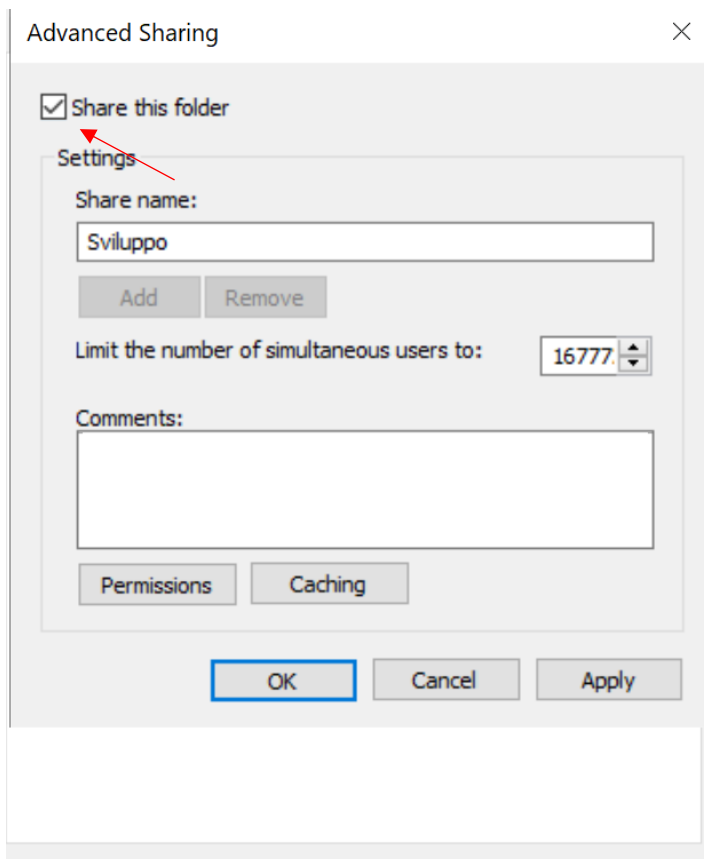 Advanced Sharing
Share this folder
Settings
Share name:
Sviluppo
Add Remove
Limit the number of simultaneous users to: 16777
Comments:
Permissions Caching
OK Cancel Apply